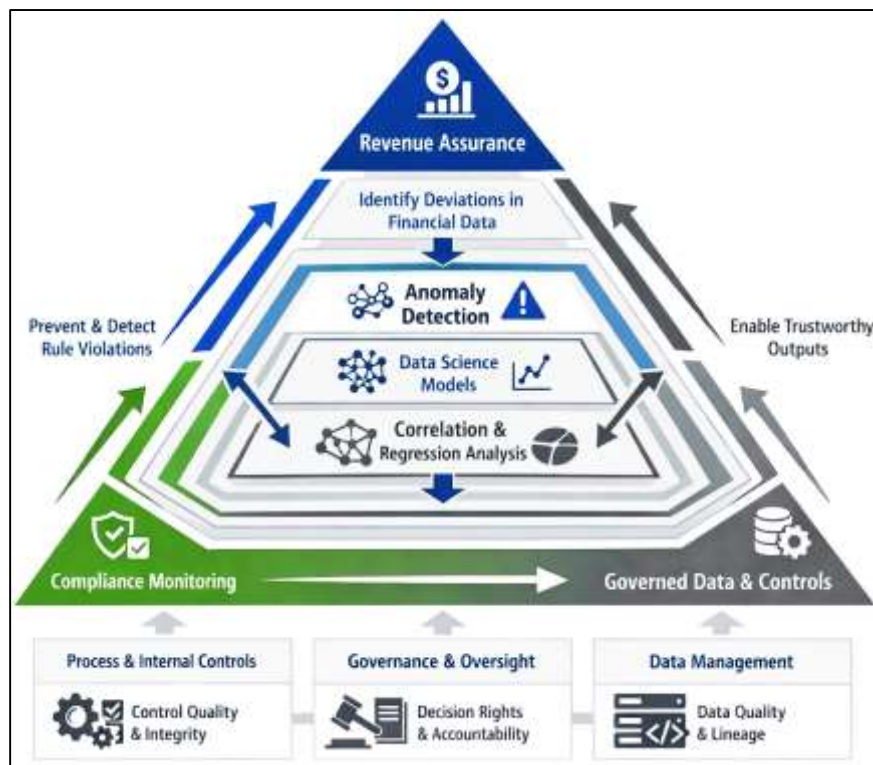 $
Revenue Assurance
Identify Deviations in
Financial Data
Anomaly
Detection
Prevent & Detect
Rule Violations
Enable Trustworthy
Outputs
Data Science
Models
Correlation &
Regression Analysis
Compliance Monitoring
Governed Data & Controls
Process & Internal Controls
Governance & Oversight
Data Management
Control Quality
& Integrity
Decision Rights
& Accountability
</>
Data Quality
& Lineage